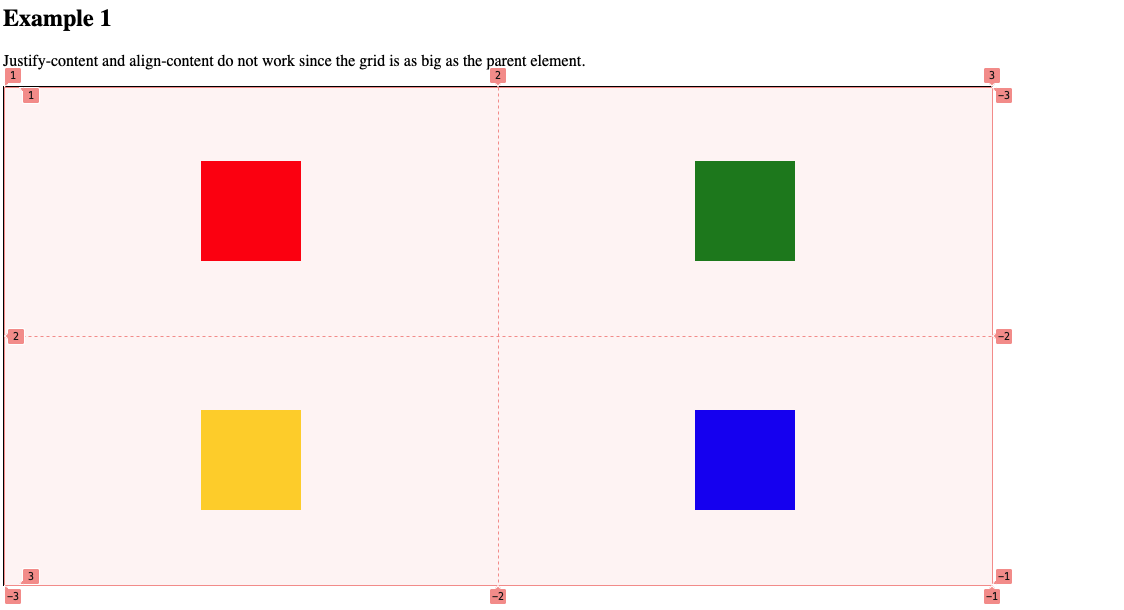 Example 1
Justify-content and align-content do not work since the grid is as big as the parent element.
1 2 3
1 −3
2 −2
3 −1
−3 −2 −1